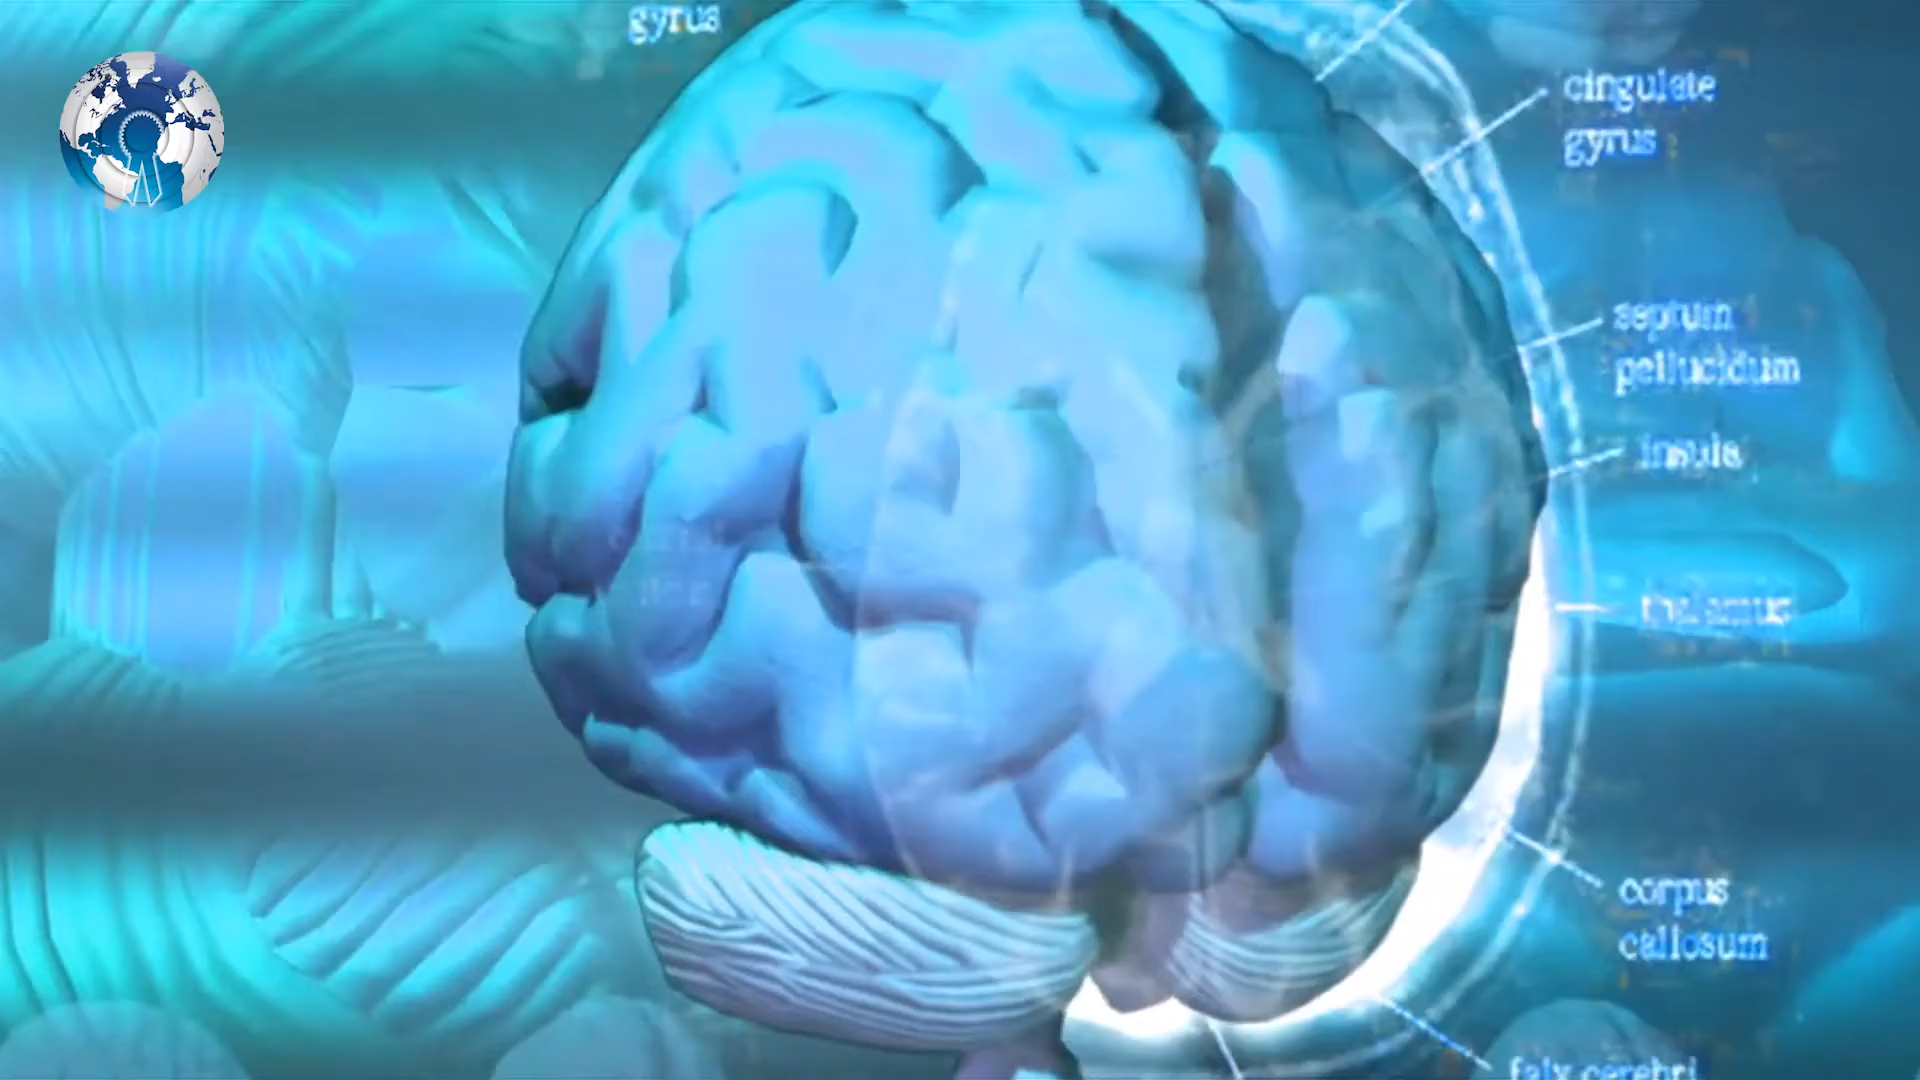 gyrus
cingulate
gyrus
septum
pellucidum
insula
thalamus
corpus
callosum
falx cerebri